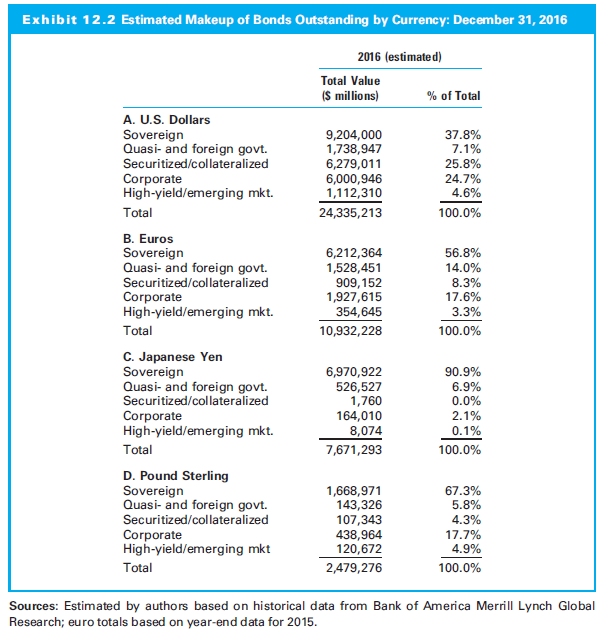 Exhibit 12.2 Estimated Makeup of Bonds Outstanding by Currency: December 31, 2016
2016 (estimated)
Total Value
($ millions) % of Total
A. U.S. Dollars
Sovereign 9,204,000 37.8%
Quasi- and foreign govt. 1,738,947 7.1%
Securitized/collateralized 6,279,011 25.8%
Corporate 6,000,946 24.7%
High-yield/emerging mkt. 1,112,310 4.6%
Total 24,335,213 100.0%
B. Euros
Sovereign 6,212,364 56.8%
Quasi- and foreign govt. 1,528,451 14.0%
Securitized/collateralized 909,152 8.3%
Corporate 1,927,615 17.6%
High-yield/emerging mkt. 354,645 3.3%
Total 10,932,228 100.0%
C. Japanese Yen
Sovereign 6,970,922 90.9%
Quasi- and foreign govt. 526,527 6.9%
Securitized/collateralized 1,760 0.0%
Corporate 164,010 2.1%
High-yield/emerging mkt. 8,074 0.1%
Total 7,671,293 100.0%
D. Pound Sterling
Sovereign 1,668,971 67.3%
Quasi- and foreign govt. 143,326 5.8%
Securitized/collateralized 107,343 4.3%
Corporate 438,964 17.7%
High-yield/emerging mkt 120,672 4.9%
Total 2,479,276 100.0%
Sources: Estimated by authors based on historical data from Bank of America Merrill Lynch Global
Research; euro totals based on year-end data for 2015.